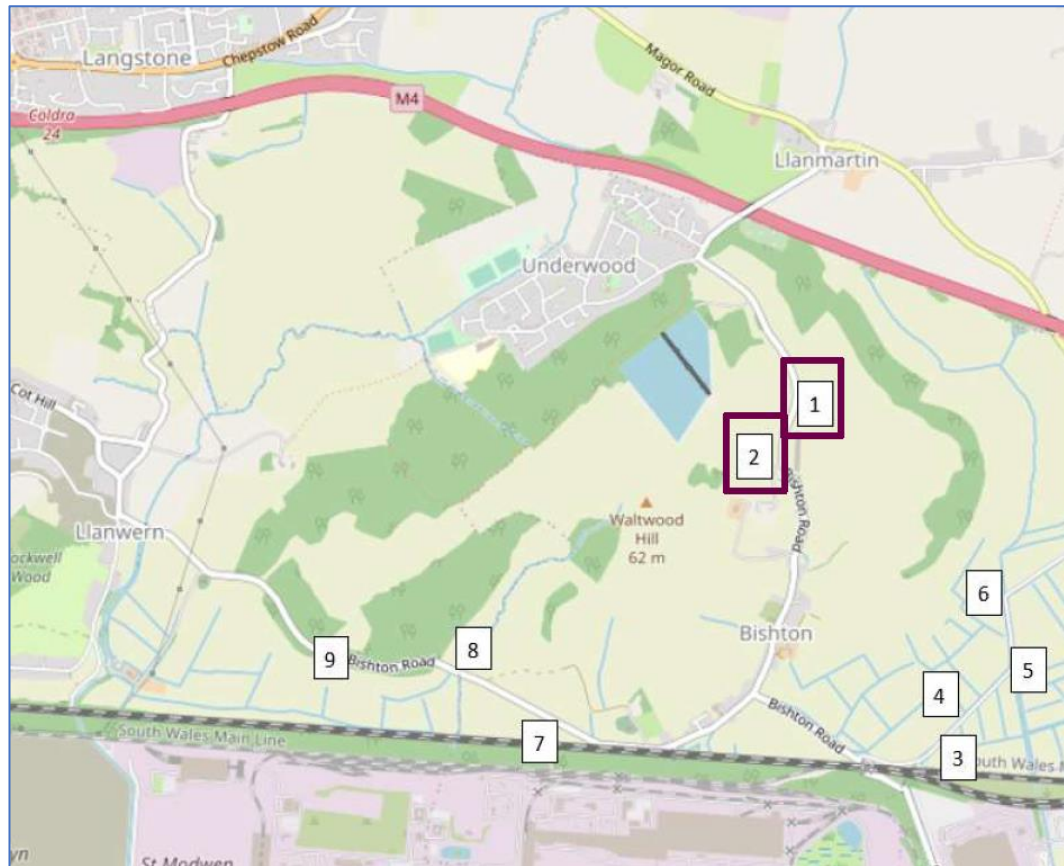 Langstone
Chepstow Road
Magor Road
M4
Coldra
24
Llanmartin
Underwood
1
Cot Hill
2
Bishton Road
Waltwood
Hill
62 m
Llanwern
ockwell
Wood
6
Bishton
8
9
Bishton Road
5
4
Bishton Road
South Wales Main Line
7
3
outh Wales M
St Modwen
yn